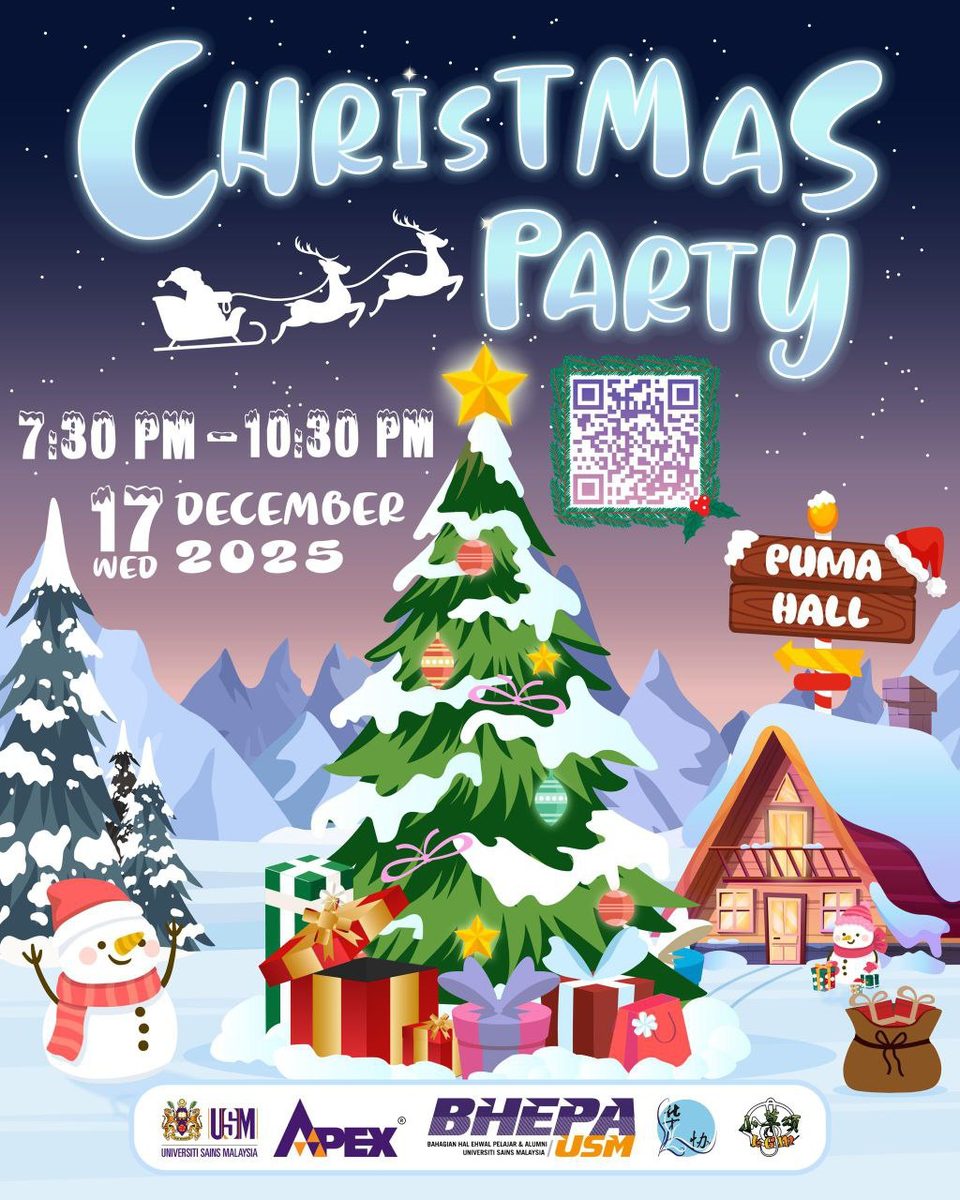 CHRISTMAS
PARTY
7:30 PM - 10:30 PM
17 DECEMBER
WED 2025
PUMA
HALL
USM
UNIVERSITI SAINS MALAYSIA
APEX®
BHEPA
BAHAGIAN HAL EHWAL PELAJAR & ALUMNI
UNIVERSITI SAINS MALAYSIA
USM